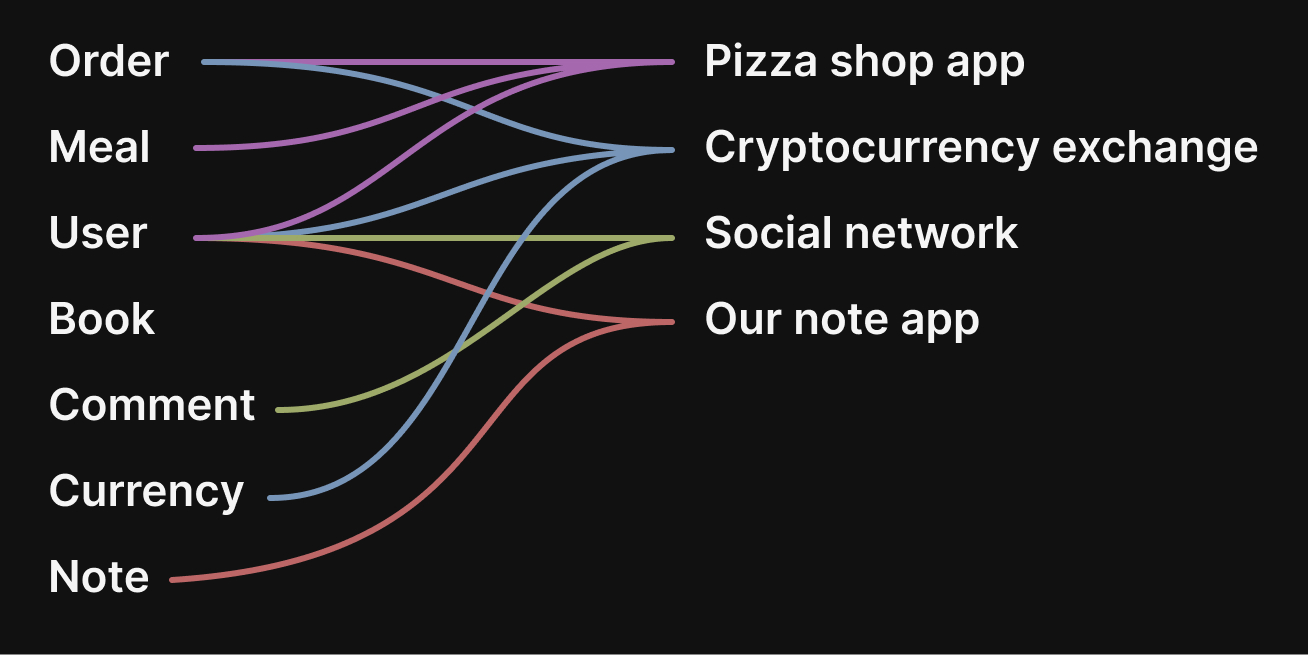 Order
Meal
User
Book
Comment
Currency
Note
Pizza shop app
Cryptocurrency exchange
Social network
Our note app